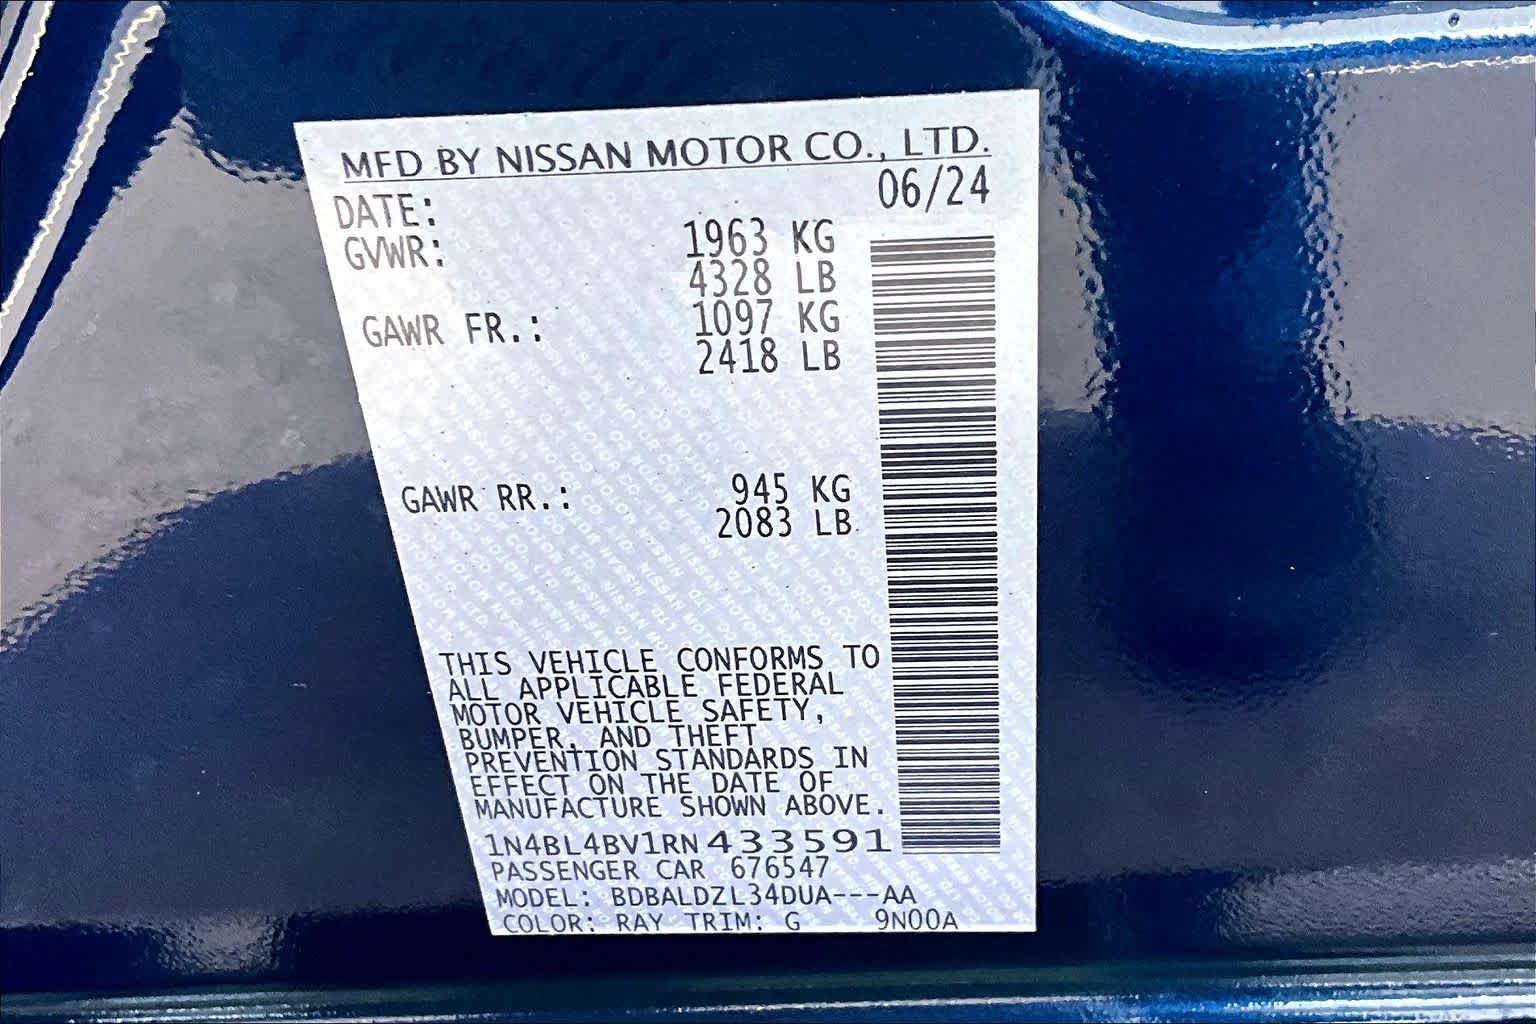 MFD BY NISSAN MOTOR CO., LTD.
DATE: 06/24
GVWR: 1963 KG
4328 LB
GAWR FR.: 1097 KG
2418 LB
GAWR RR.: 945 KG
2083 LB
THIS VEHICLE CONFORMS TO
ALL APPLICABLE FEDERAL
MOTOR VEHICLE SAFETY,
BUMPER, AND THEFT
PREVENTION STANDARDS IN
EFFECT ON THE DATE OF
MANUFACTURE SHOWN ABOVE.
1N4BL4BV1RN433591
PASSENGER CAR 676547
MODEL: BDBALDZL34DUA---AA
COLOR: RAY TRIM: G 9N00A